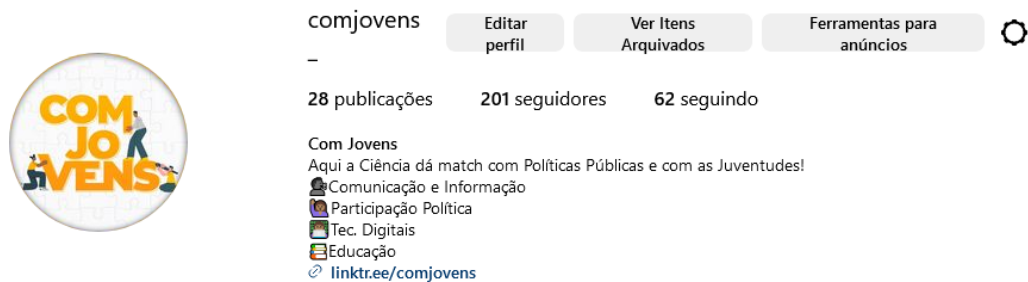 comjovens_
Editar perfil
Ver Itens Arquivados
Ferramentas para anúncios
28 publicações 201 seguidores 62 seguindo
COM
JO
VENS
Com Jovens
Aqui a Ciência dá match com Políticas Públicas e com as Juventudes!
🗣🏿Comunicação e Informação
🙋🏾‍♀️Participação Política
👨🏾‍💻Tec. Digitais
📚Educação
linktr.ee/comjovens